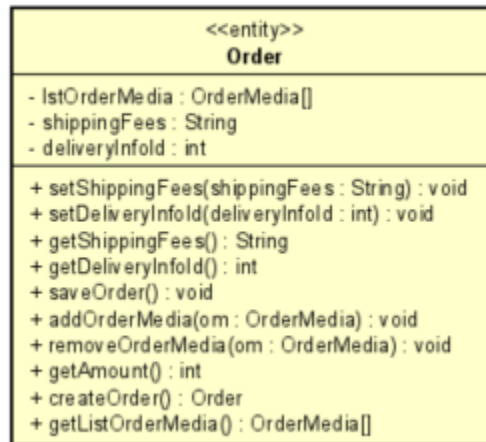 <<entity>>
Order
- lstOrderMedia : OrderMedia[]
- shippingFees : String
- deliveryInfoId : int
+ setShippingFees(shippingFees : String) : void
+ setDeliveryInfoId(deliveryInfoId : int) : void
+ getShippingFees() : String
+ getDeliveryInfoId() : int
+ saveOrder() : void
+ addOrderMedia(om : OrderMedia) : void
+ removeOrderMedia(om : OrderMedia) : void
+ getAmount() : int
+ createOrder() : Order
+ getListOrderMedia() : OrderMedia[]